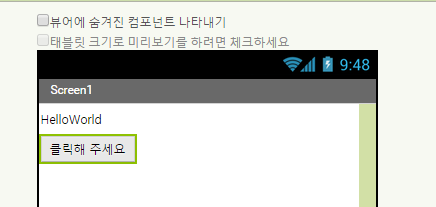 뷰어에 숨겨진 컴포넌트 나타내기
태블릿 크기로 미리보기를 하려면 체크하세요
9:48
Screen1
HelloWorld
클릭해 주세요